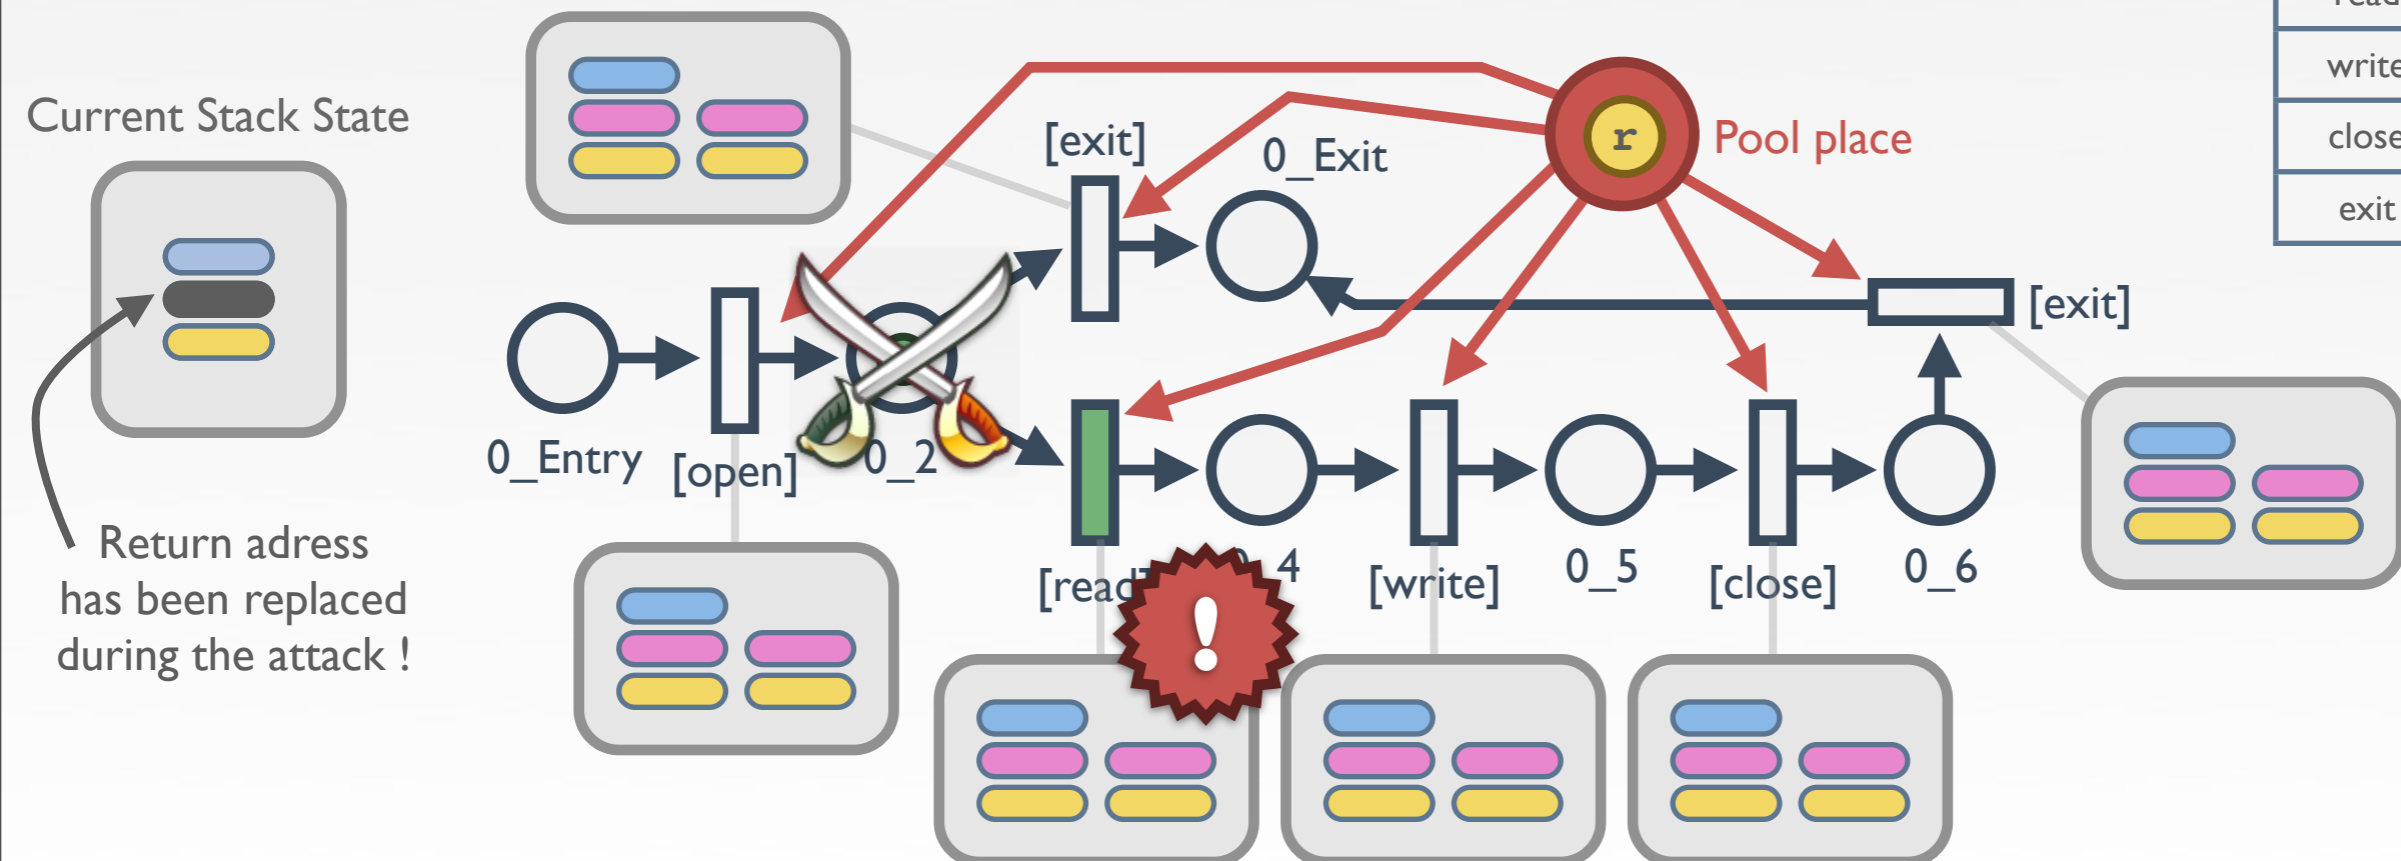 Current Stack State
Return adress
has been replaced
during the attack !
[exit]
0_Exit
r
Pool place
[exit]
0_Entry
[open]
0_2
[write]
0_5
[close]
0_6
write
close
exit